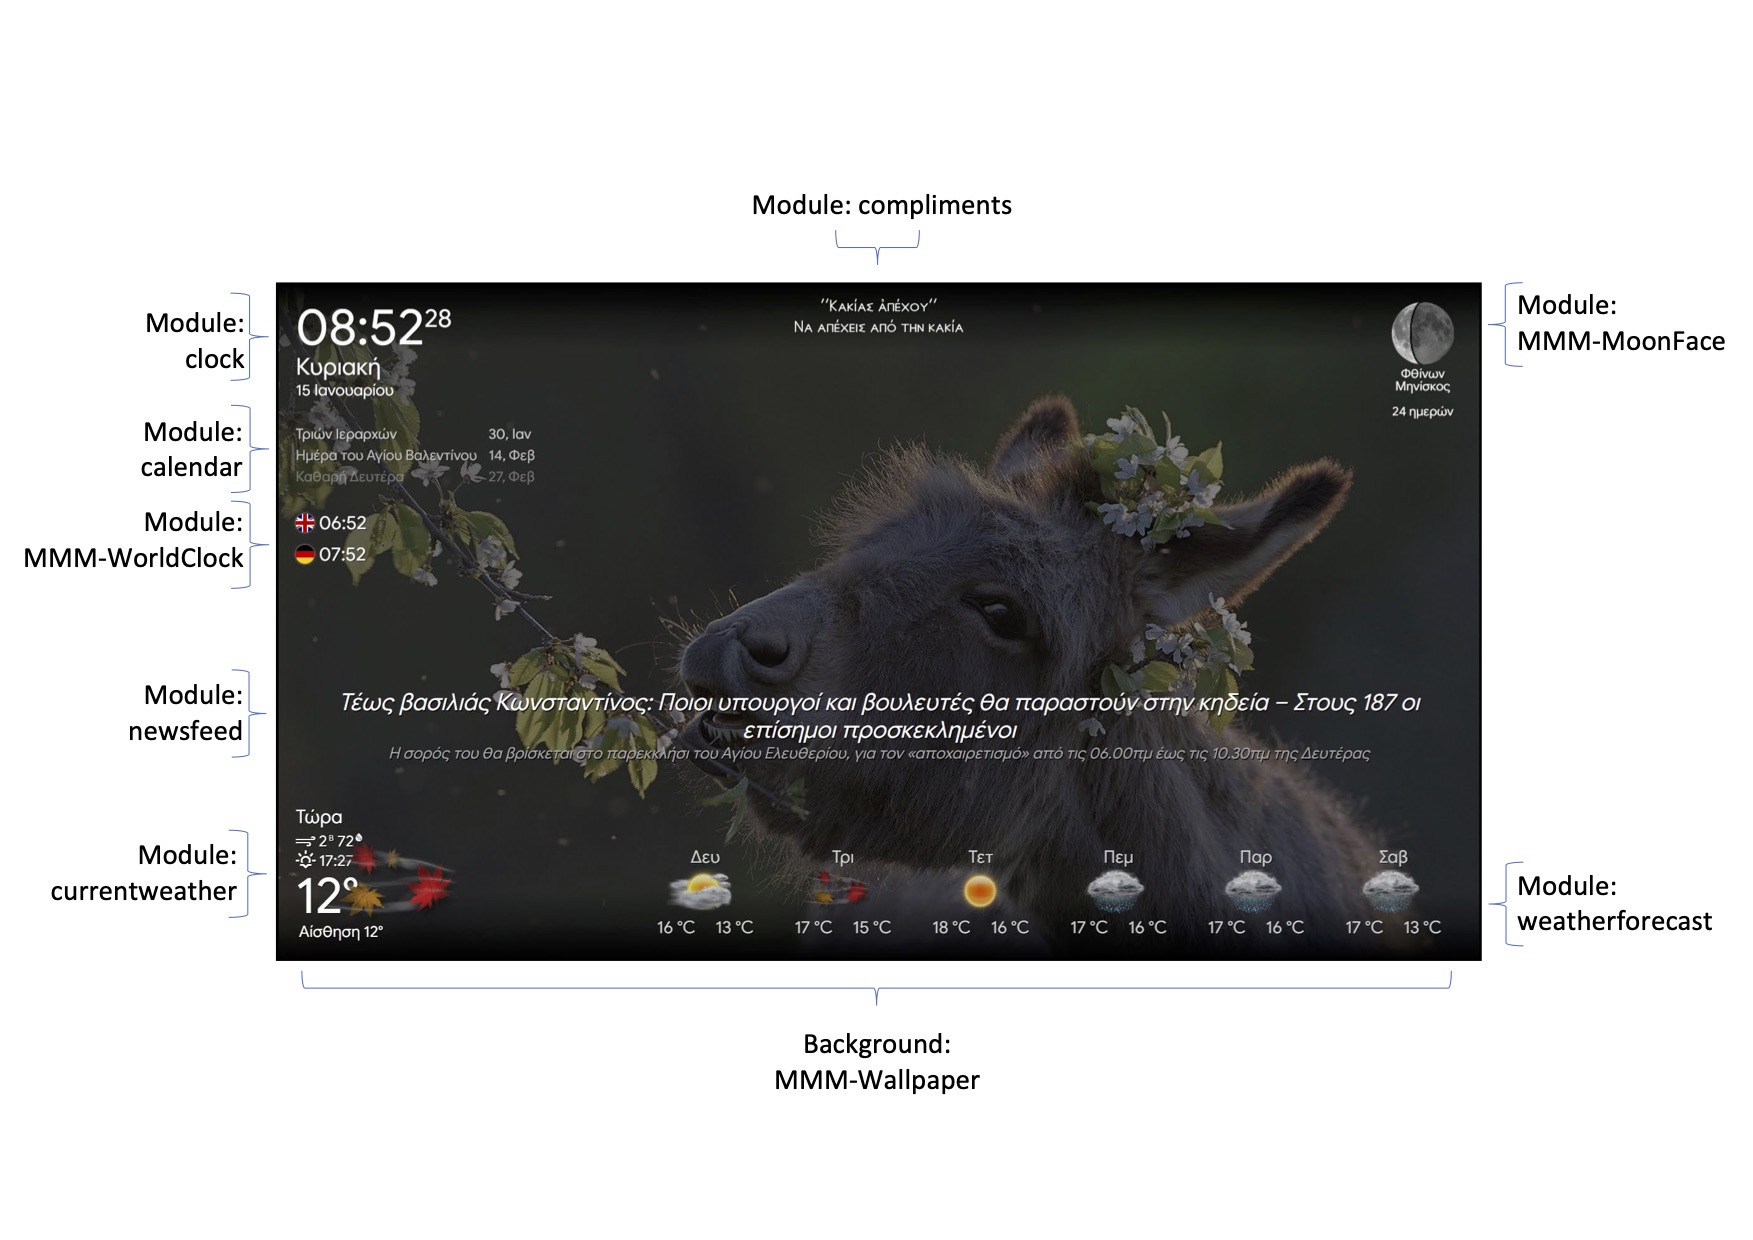 Module: compliments
Module:
clock
Module:
calendar
Module:
MMM-WorldClock
Module:
newsfeed
Module:
currentweather
08:52 28
Κυριακή
15 Ιανουαρίου
Τριών Ιεραρχών 30, Ιαν
Ημέρα του Αγίου Βαλεντίνου 14, Φεβ
Καθαρή Δευτέρα 27, Φεβ
06:52
07:52
‘‘Κακίας ἀπέχου’’
Να απέχεις από την κακία
Φθίνων
Μηνίσκος
24 ημερών
Module:
MMM-MoonFace
Τέως βασιλιάς Κωνσταντίνος: Ποιοι υπουργοί και βουλευτές θα παραστούν στην κηδεία – Στους 187 οι
επίσημοι προσκεκλημένοι
Η σορός του θα βρίσκεται στο παρεκκλήσι του Αγίου Ελευθερίου, για τον «αποχαιρετισμό» από τις 06.00πμ έως τις 10.30πμ της Δευτέρας
Τώρα
2 B 72
17:27
12°
Αίσθηση 12°
Δευ Τρι Τετ Πεμ Παρ Σαβ
16 °C 13 °C 17 °C 15 °C 18 °C 16 °C 17 °C 16 °C 17 °C 16 °C 17 °C 13 °C
Module:
weatherforecast
Background:
MMM-Wallpaper